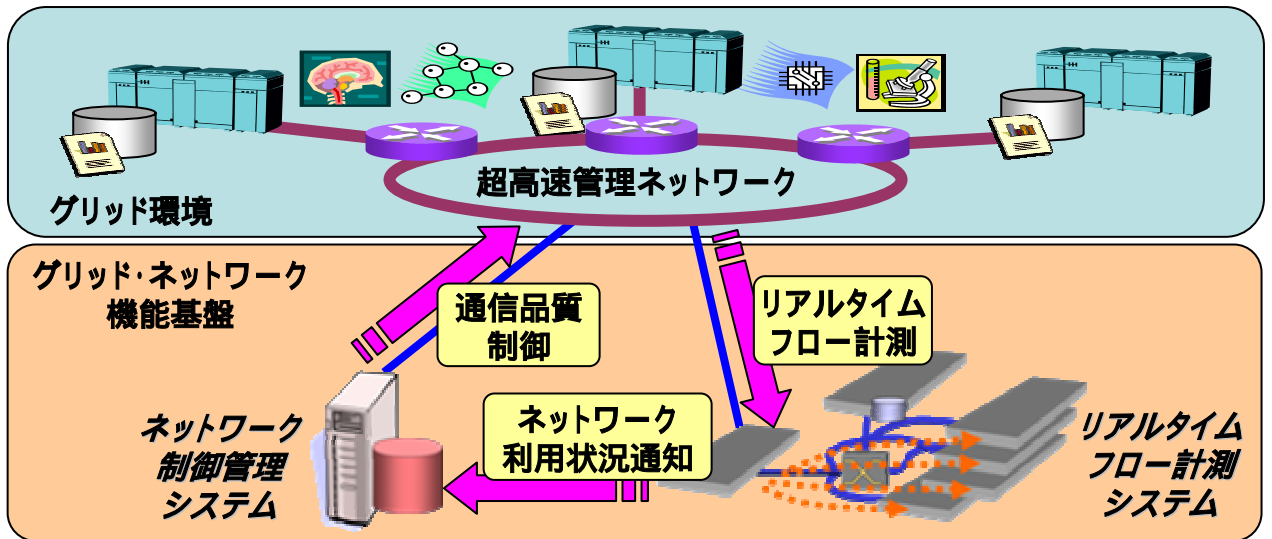 超高速管理ネットワーク
グリッド環境
グリッド・ネットワーク
機能基盤
通信品質
制御
リアルタイム
フロー計測
ネットワーク
利用状況通知
ネットワーク
制御管理
システム
リアルタイム
フロー計測
システム